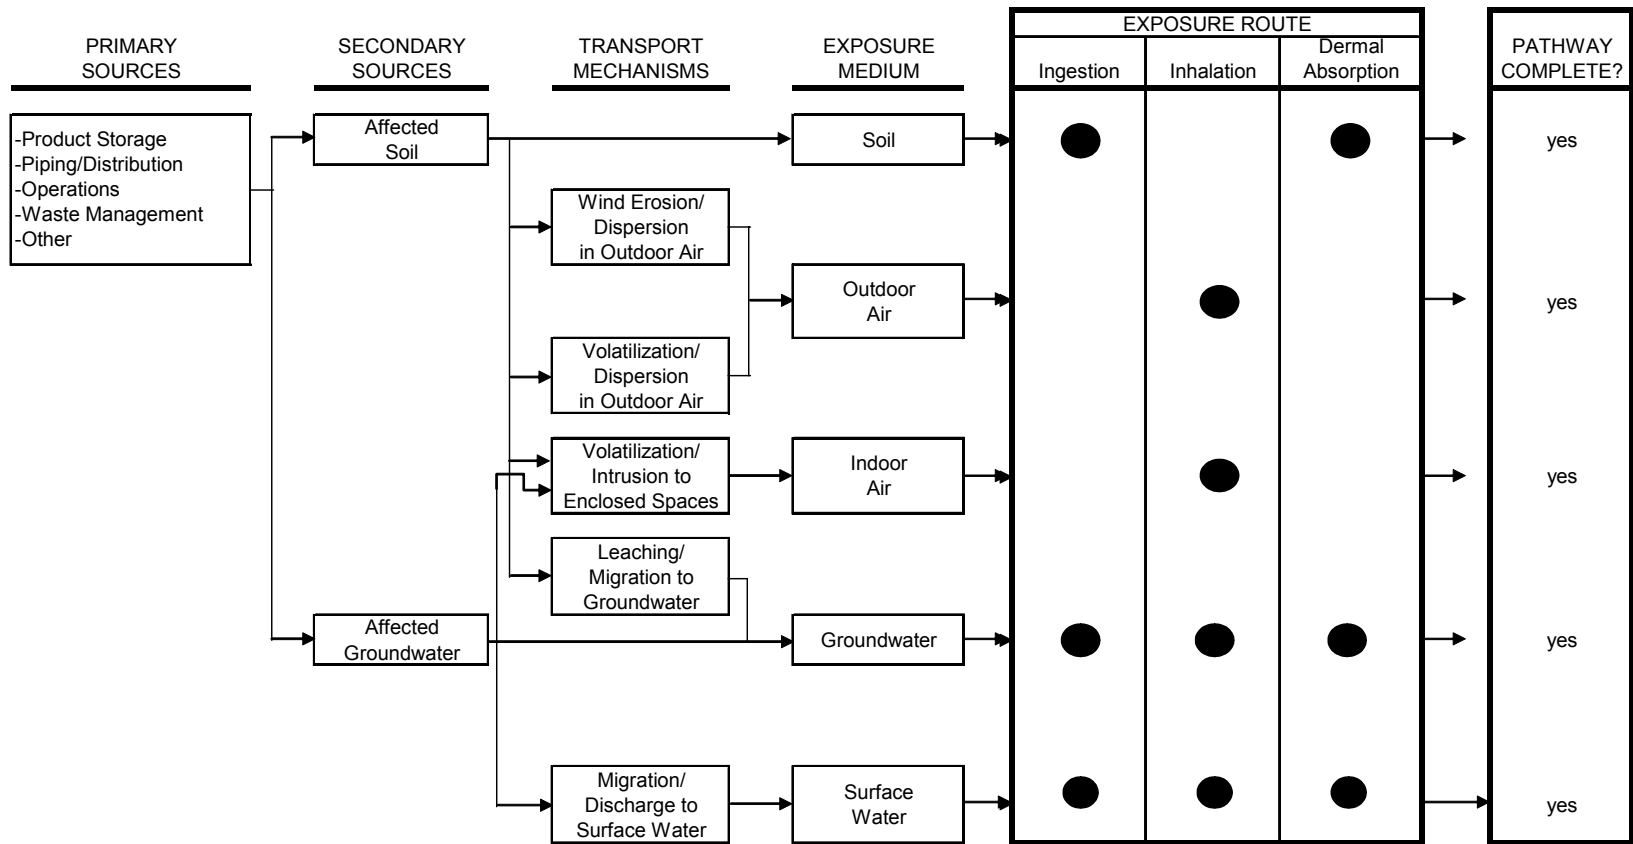 PRIMARY
SOURCES
SECONDARY
SOURCES
TRANSPORT
MECHANISMS
EXPOSURE
MEDIUM
EXPOSURE ROUTE
Ingestion
Inhalation
Dermal
Absorption
PATHWAY
COMPLETE?
-Product Storage
-Piping/Distribution
-Operations
-Waste Management
-Other
Affected
Soil
Soil
yes
Wind Erosion/
Dispersion
in Outdoor Air
Outdoor
Air
yes
Volatilization/
Dispersion
in Outdoor Air
Volatilization/
Intrusion to
Enclosed Spaces
Indoor
Air
yes
Leaching/
Migration to
Groundwater
Affected
Groundwater
Groundwater
yes
Migration/
Discharge to
Surface Water
Surface
Water
yes